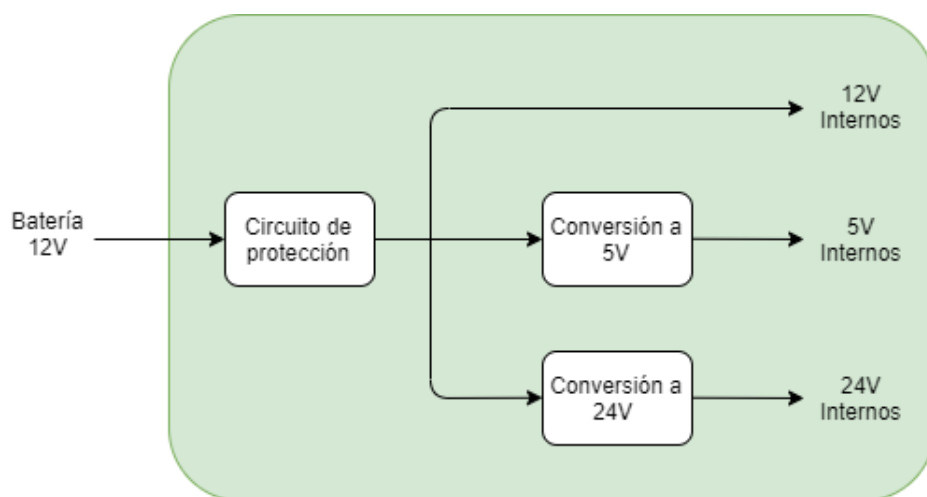 12V
Internos
Batería
12V
Circuito de
protección
Conversión a
5V
5V
Internos
Conversión a
24V
24V
Internos